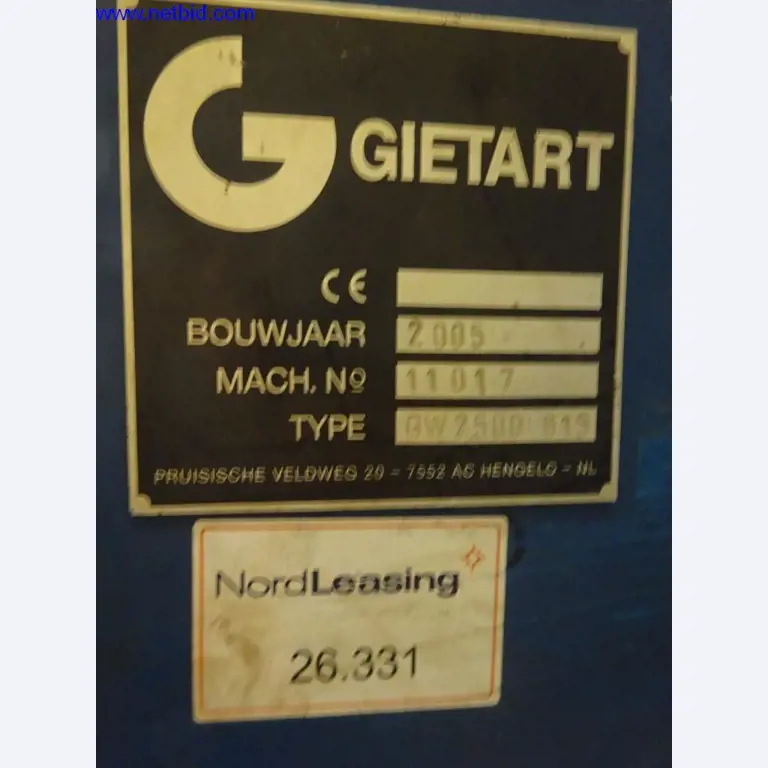 www.netbid.com
GIETART
CE
BOUWJAAR 2005
MACH. Nº 11017
TYPE
PRUISISCHE VELDWEG 20 - 7552 AC HENGELO - NL
NordLeasing
26.331